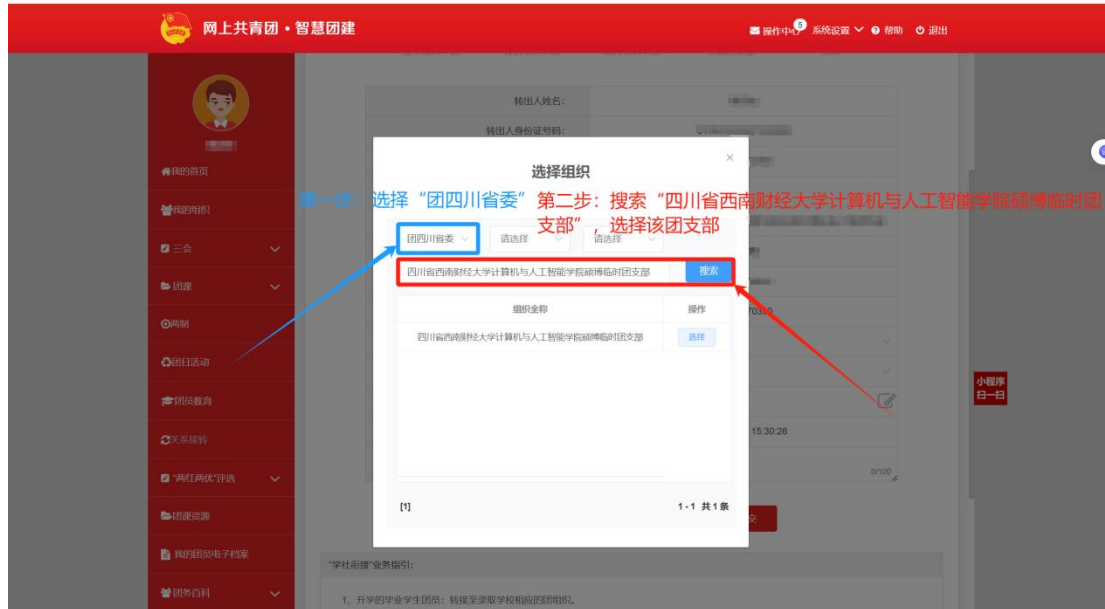 网上共青团·智慧团建
操作中心 5 系统设置 帮助 退出
转出人姓名：
转出人身份证号码：
选择组织
×
我的首页
第一步：选择“团四川省委”
第二步：搜索“四川省西南财经大学计算机与人工智能学院硕博临时团
支部”，选择该团支部
我的组织
团四川省委 请选择 请选择
三会
四川省西南财经大学计算机与人工智能学院硕博临时团支部 搜索
团课
组织全称 操作
两制
四川省西南财经大学计算机与人工智能学院硕博临时团支部 选择
团日活动
小程序
扫一扫
团员教育
15:30:26
关系接转
0/100
“两红两优”评选
[1] 1-1 共1条
团课资源
我的团员电子档案
“学社衔接”业务指引：
团务百科
1、升学的毕业学生团员：转接至录取学校相应的团组织。